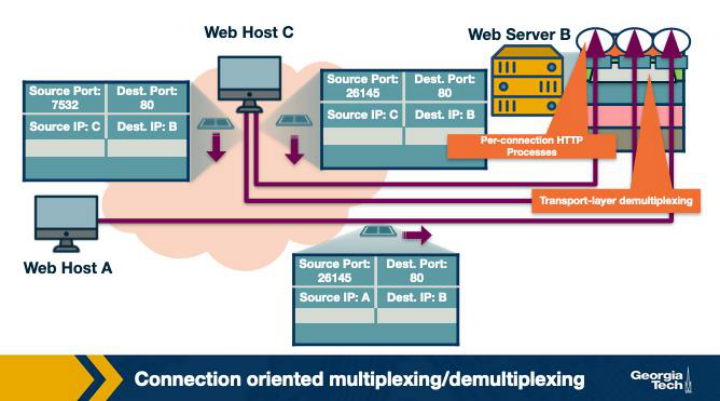 Web Host C
Web Server B
Source Port: 7532
Dest. Port: 80
Source IP: C
Dest. IP: B
Source Port: 26145
Dest. Port: 80
Source IP: C
Dest. IP: B
Per-connection HTTP
Processes
Transport-layer demultiplexing
Web Host A
Source Port: 26145
Dest. Port: 80
Source IP: A
Dest. IP: B
Connection oriented multiplexing/demultiplexing
Georgia
Tech